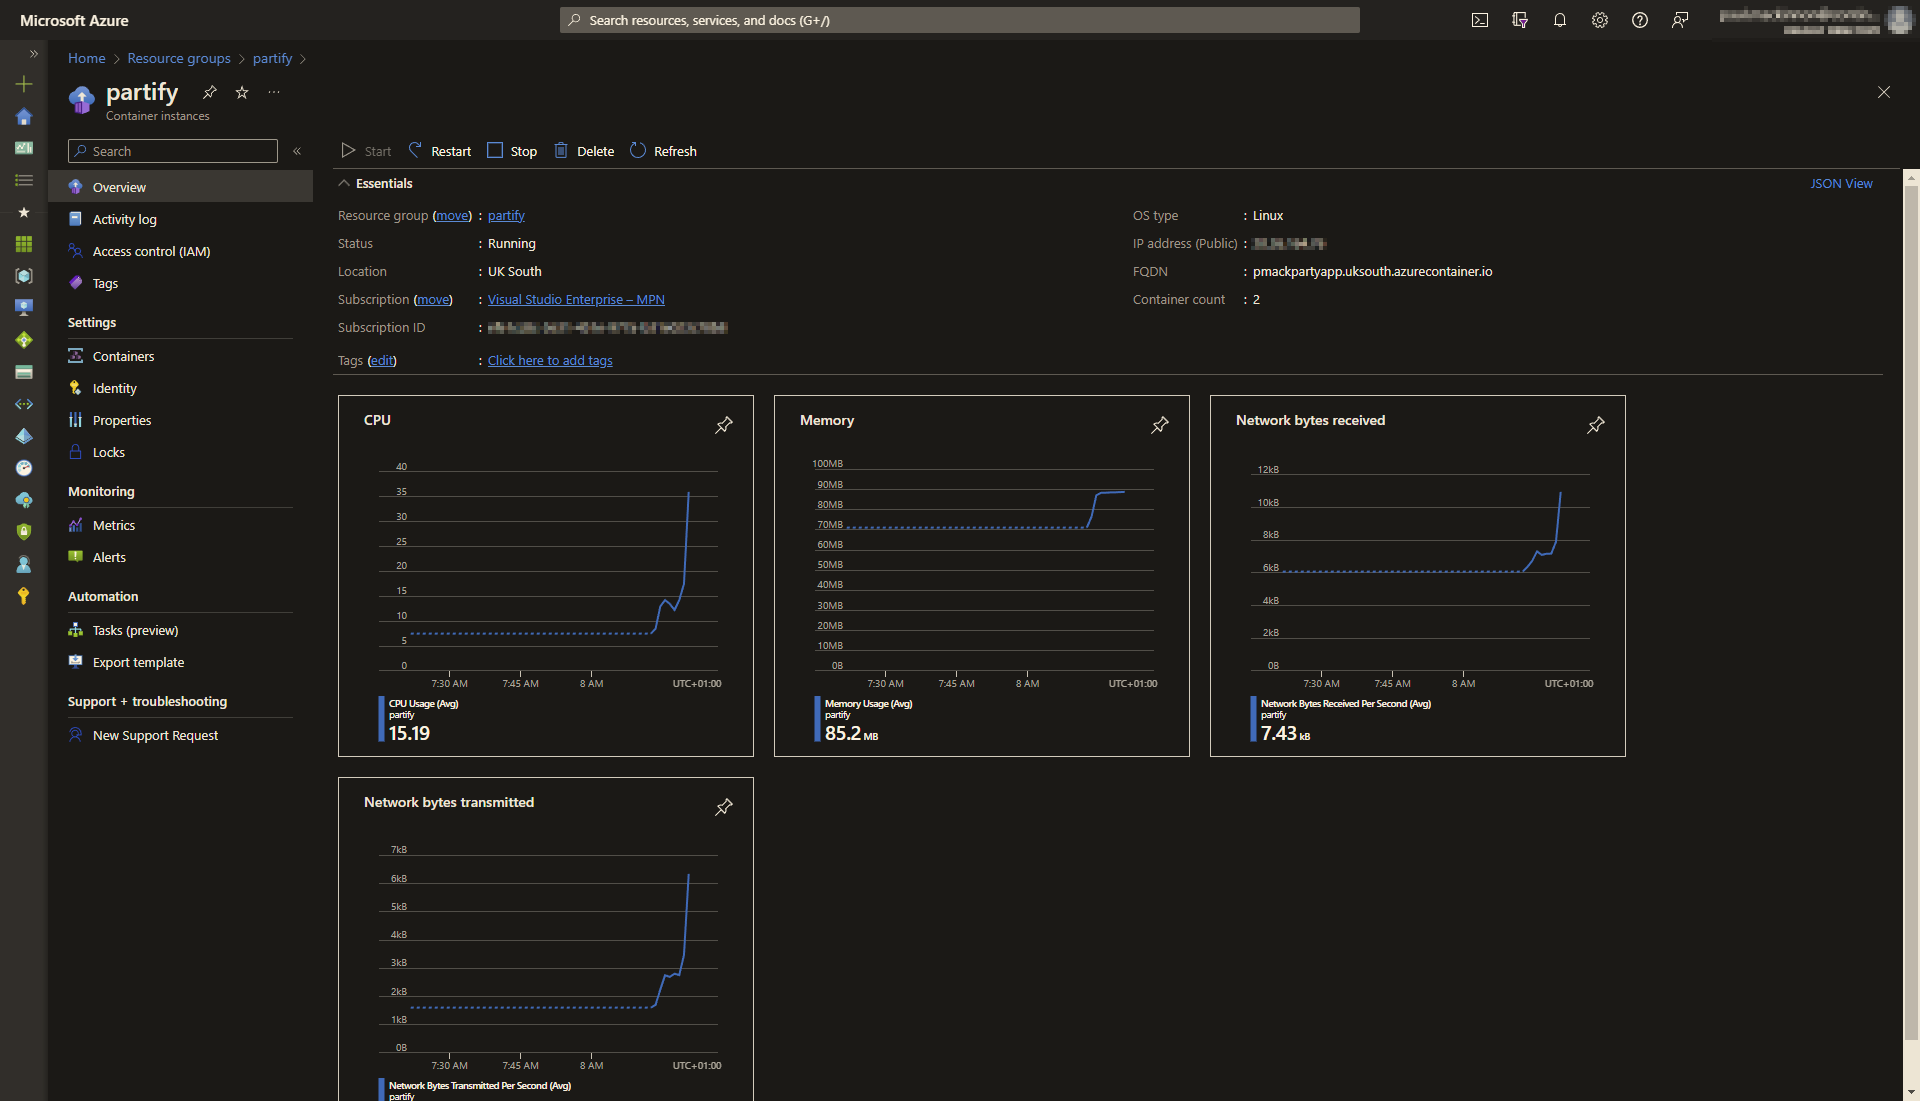 Microsoft Azure
Search resources, services, and docs (G+/)
Home > Resource groups > partify >
partify
Container instances
Search
Overview
Activity log
Access control (IAM)
Tags
Settings
Containers
Identity
Properties
Locks
Monitoring
Metrics
Alerts
Automation
Tasks (preview)
Export template
Support + troubleshooting
New Support Request
Start Restart Stop Delete Refresh
Essentials
JSON View
Resource group (move) : partify
Status : Running
Location : UK South
Subscription (move) : Visual Studio Enterprise – MPN
Subscription ID :
Tags (edit) : Click here to add tags
OS type : Linux
IP address (Public) :
FQDN : pmackpartyapp.uksouth.azurecontainer.io
Container count : 2
CPU
40
35
30
25
20
15
10
5
0
7:30 AM 7:45 AM 8 AM UTC+01:00
CPU Usage (Avg)
partify
15.19
Memory
100MB
90MB
80MB
70MB
60MB
50MB
40MB
30MB
20MB
10MB
0B
7:30 AM 7:45 AM 8 AM UTC+01:00
Memory Usage (Avg)
partify
85.2 MB
Network bytes received
12kB
10kB
8kB
6kB
4kB
2kB
0B
7:30 AM 7:45 AM 8 AM UTC+01:00
Network Bytes Received Per Second (Avg)
partify
7.43 kB
Network bytes transmitted
7kB
6kB
5kB
4kB
3kB
2kB
1kB
0B
7:30 AM 7:45 AM 8 AM UTC+01:00
Network Bytes Transmitted Per Second (Avg)
partify